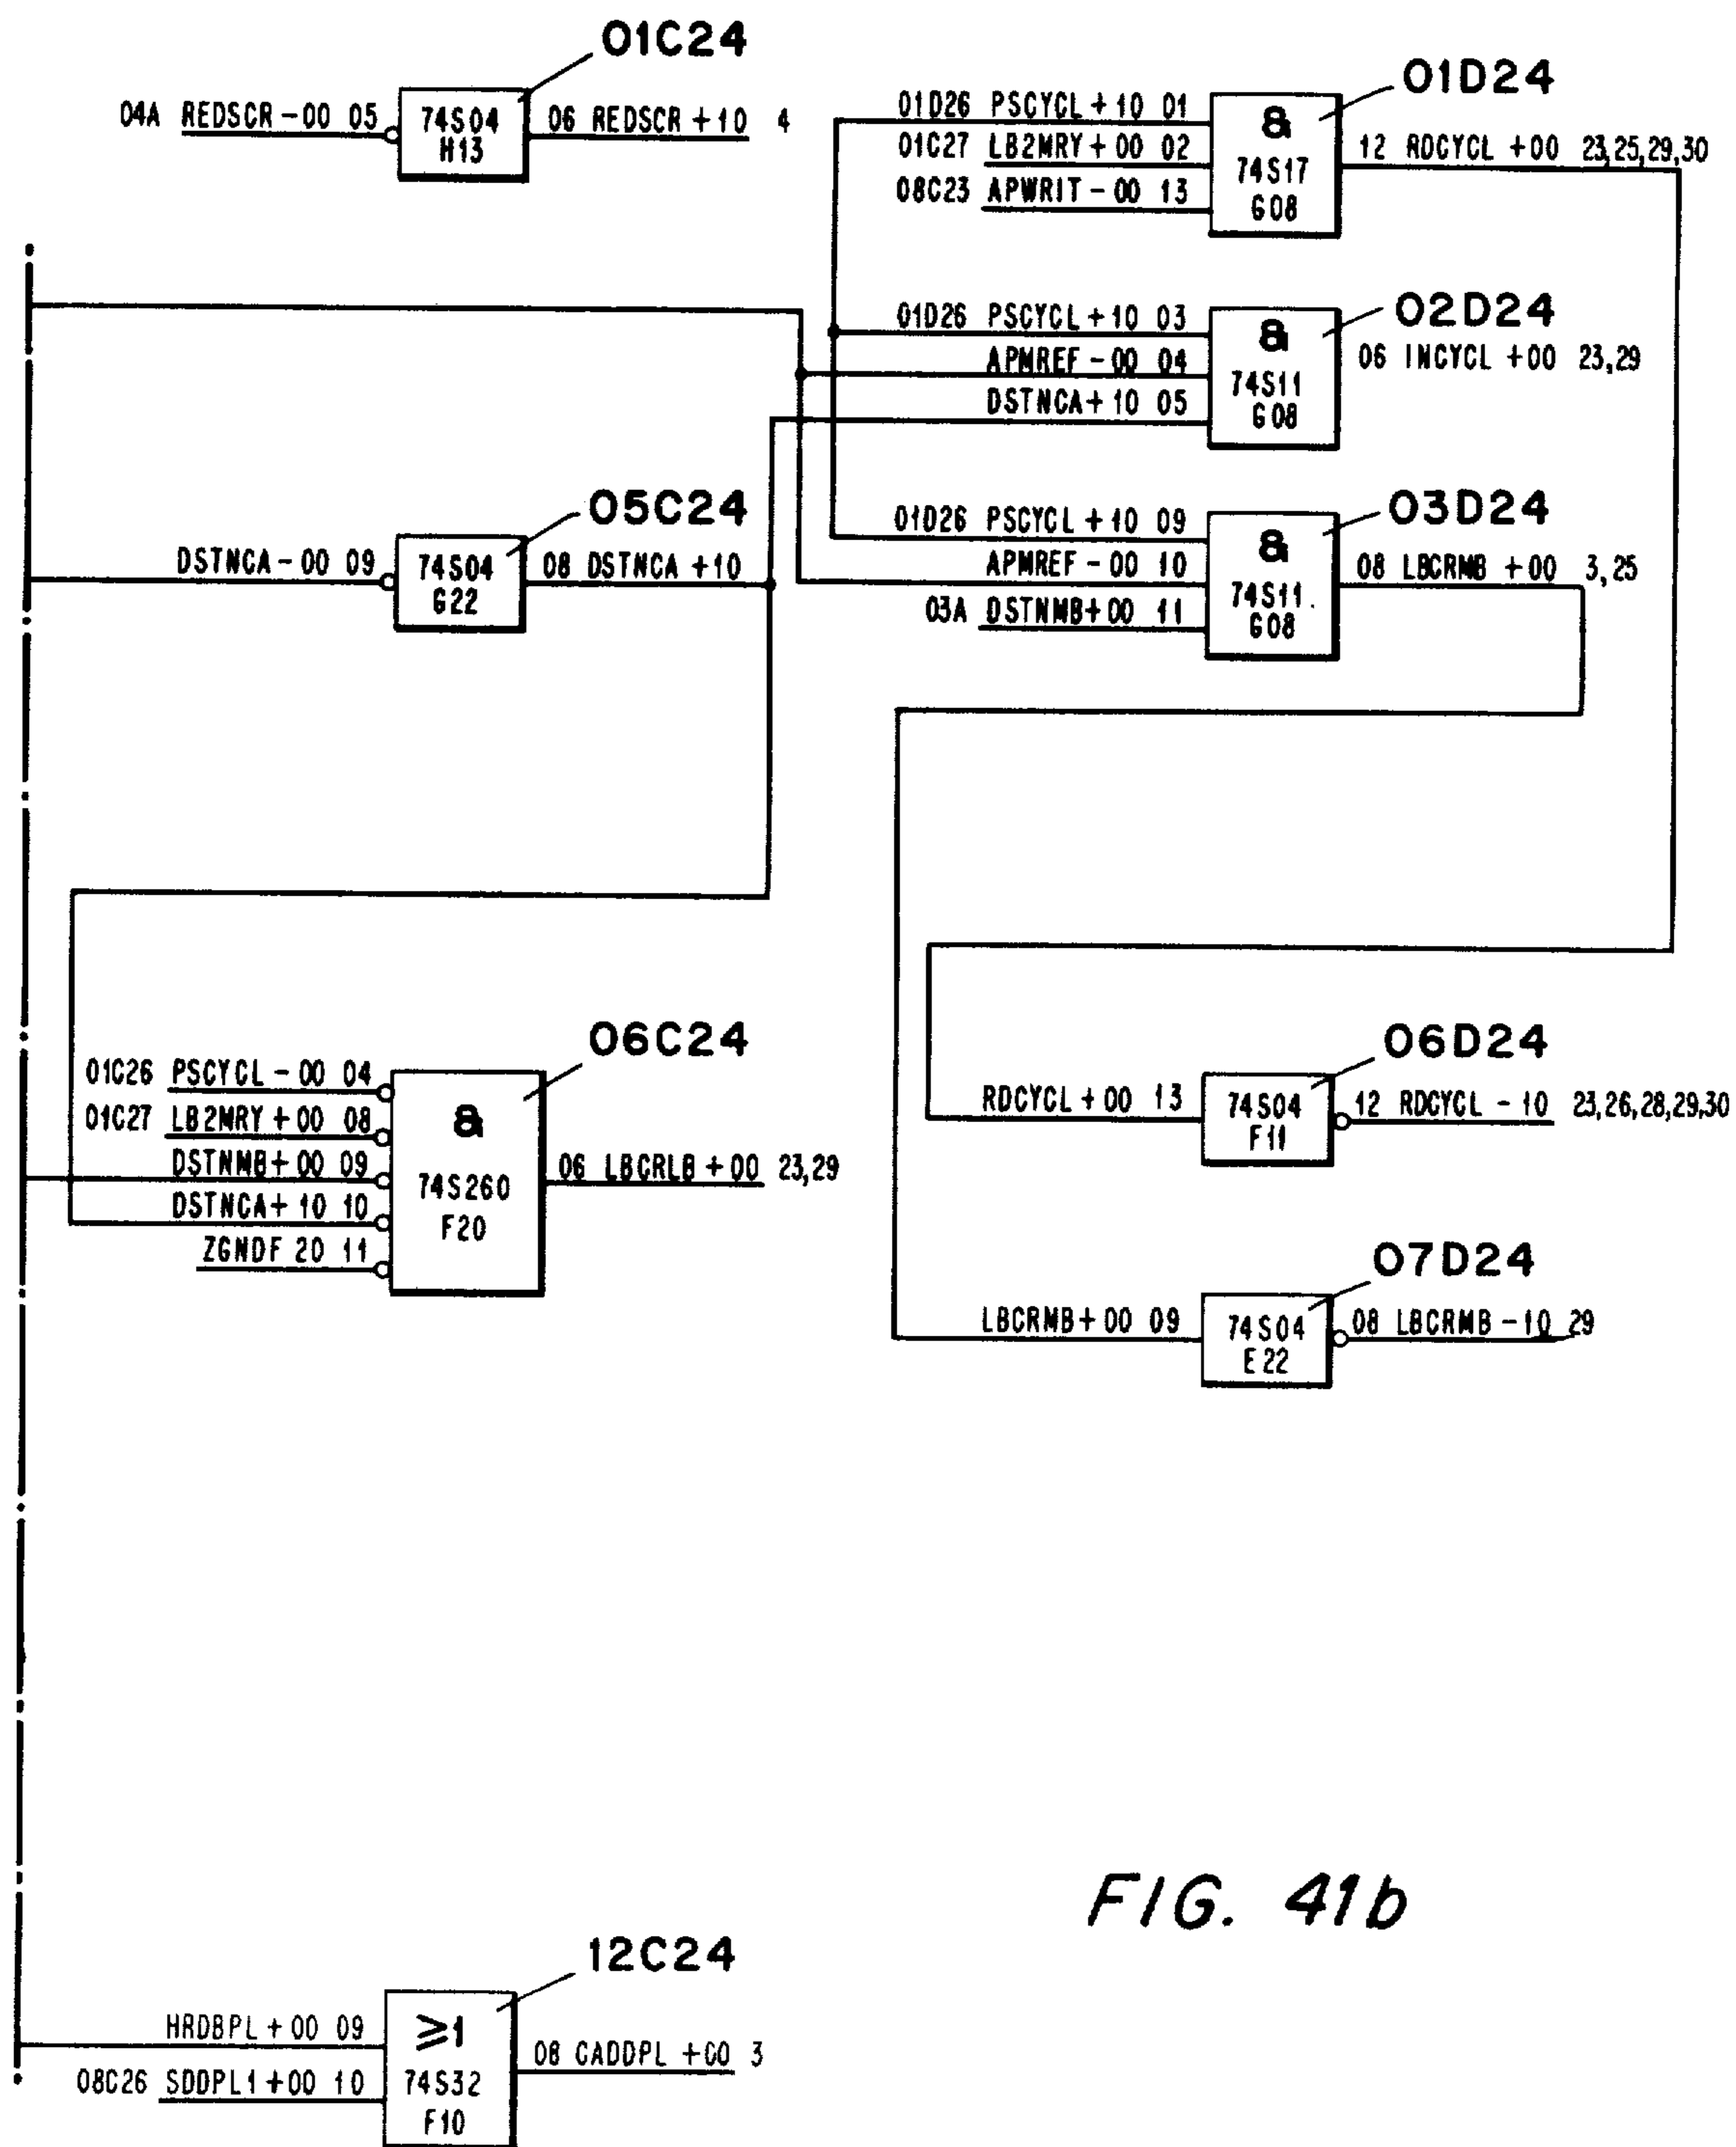 01C24
04A REDSCR-00 05
74S04
H13
06 REDSCR+10 4
01D24
01D26 PSCYCL+10 01
01C27 LB2MRY+00 02
08C23 APWRIT-00 13
&
74S17
G08
12 RDCYCL +00 23,25,29,30
02D24
01D26 PSCYCL+10 03
APMREF-00 04
DSTNCA+10 05
&
74S11
G08
06 INCYCL +00 23,29
05C24
DSTNCA-00 09
74S04
G22
08 DSTNCA +10
03D24
01D26 PSCYCL+10 09
APMREF-00 10
03A DSTNMB+00 11
&
74S11.
G08
08 LBCRMB +00 3,25
06C24
01C26 PSCYCL-00 04
01C27 LB2MRY+00 08
DSTNMB+00 09
DSTNCA+10 10
ZGNDF 20 11
&
74S260
F20
06 LBCRLB+00 23,29
06D24
RDCYCL+00 13
74S04
F11
12 RDCYCL-10 23,26,28,29,30
07D24
LBCRMB+00 09
74S04
E22
08 LBCRMB-10 29
FIG. 41b
12C24
HRDBPL+00 09
08C26 SDDPL1+00 10
≥1
74S32
F10
08 CADDPL+00 3